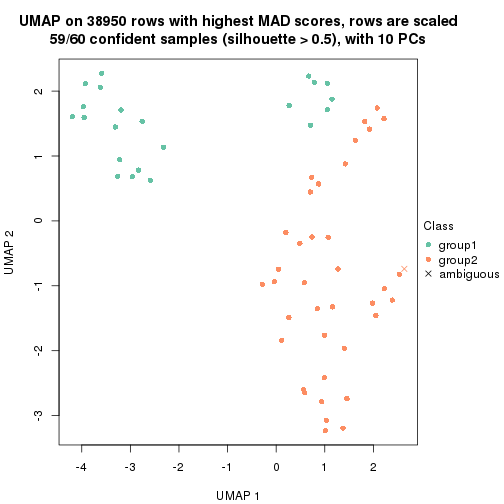 UMAP on 38950 rows with highest MAD scores, rows are scaled
59/60 confident samples (silhouette > 0.5), with 10 PCs
2
1
0
-1
-2
-3
UMAP 2
-4
-3
-2
-1
0
1
2
UMAP 1
Class
group1
group2
ambiguous